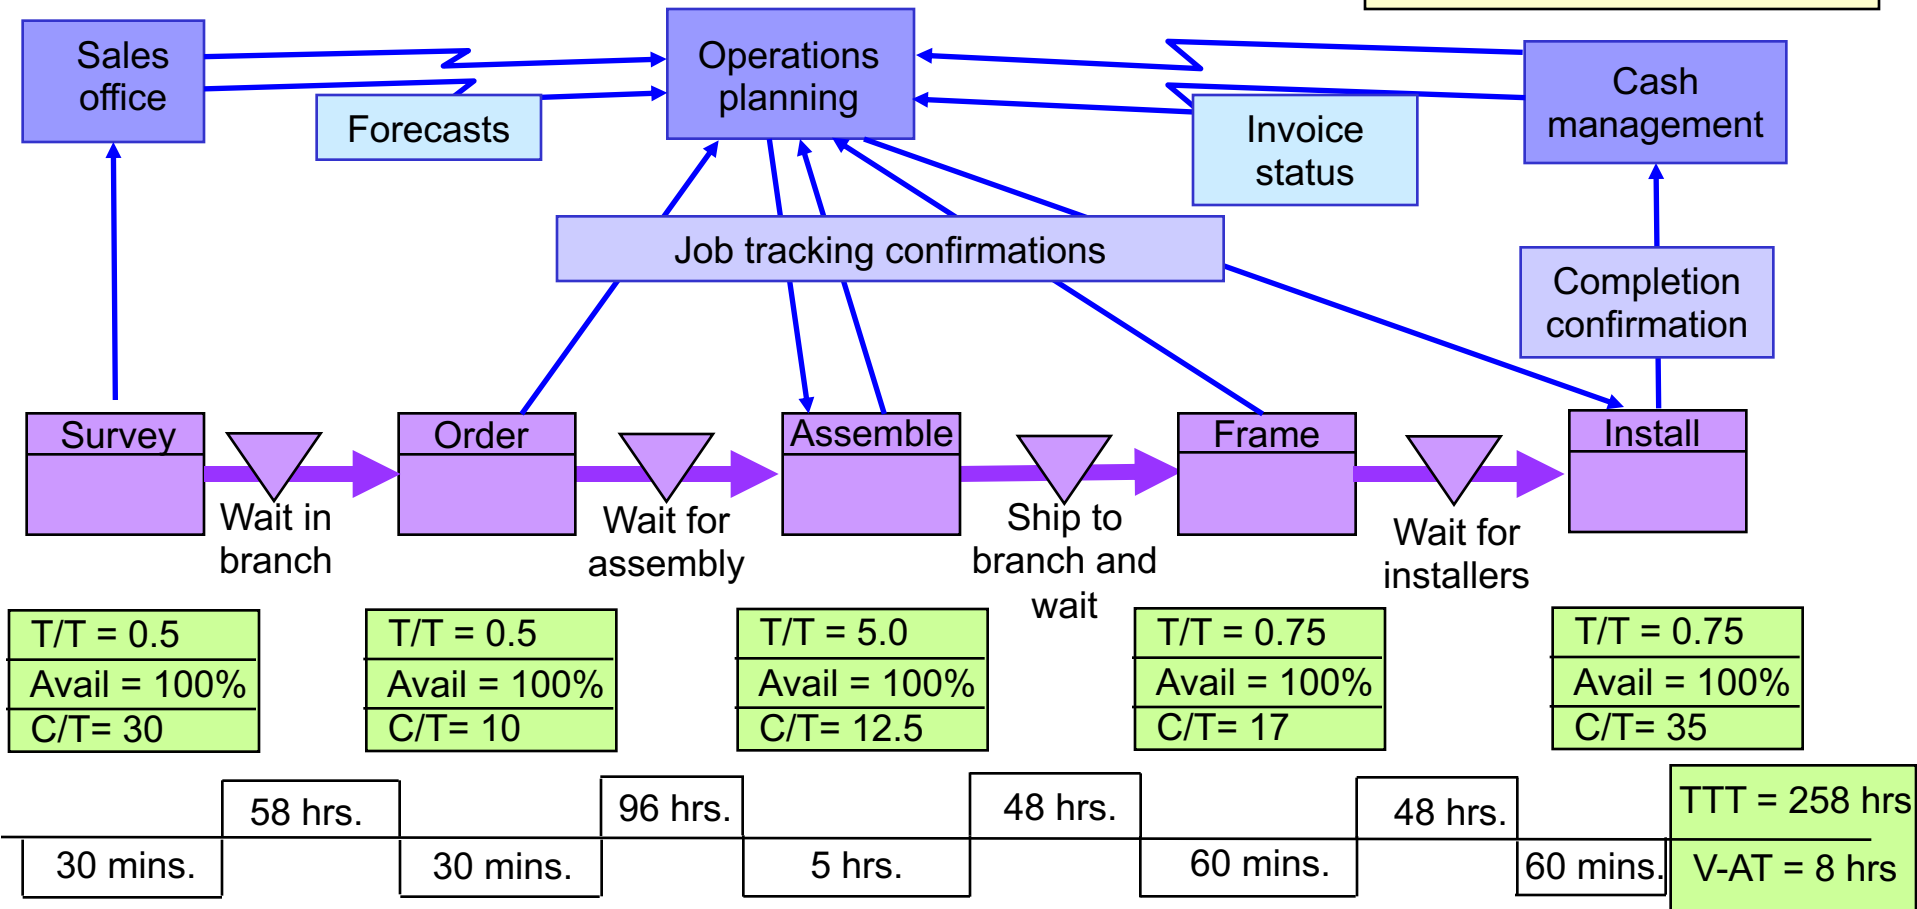 Sales
office
Operations
planning
Cash
management
Forecasts
Invoice
status
Job tracking confirmations
Completion
confirmation
Survey
Order
Assemble
Frame
Install
Wait in
branch
Wait for
assembly
Ship to
branch and
wait
Wait for
installers
T/T = 0.5
Avail = 100%
C/T= 30
T/T = 0.5
Avail = 100%
C/T= 10
T/T = 5.0
Avail = 100%
C/T= 12.5
T/T = 0.75
Avail = 100%
C/T= 17
T/T = 0.75
Avail = 100%
C/T= 35
58 hrs.
96 hrs.
48 hrs.
48 hrs.
TTT = 258 hrs
30 mins.
30 mins.
5 hrs.
60 mins.
60 mins.
V-AT = 8 hrs